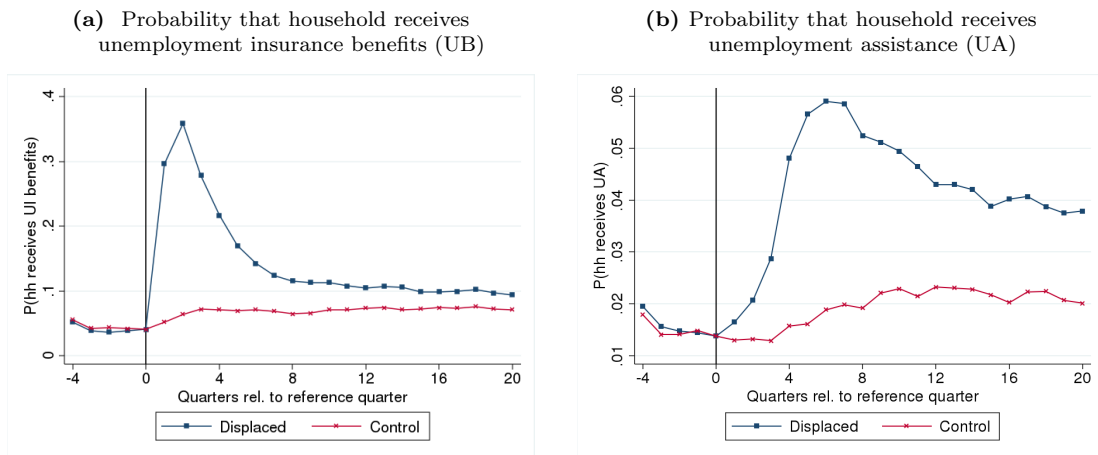 (a) Probability that household receives
unemployment insurance benefits (UB)
P(hh receives UI benefits)
.4
.3
.2
.1
0
-4 0 4 8 12 16 20
Quarters rel. to reference quarter
Displaced Control
(b) Probability that household receives
unemployment assistance (UA)
P(hh receives UA)
.06
.05
.04
.03
.02
.01
-4 0 4 8 12 16 20
Quarters rel. to reference quarter
Displaced Control